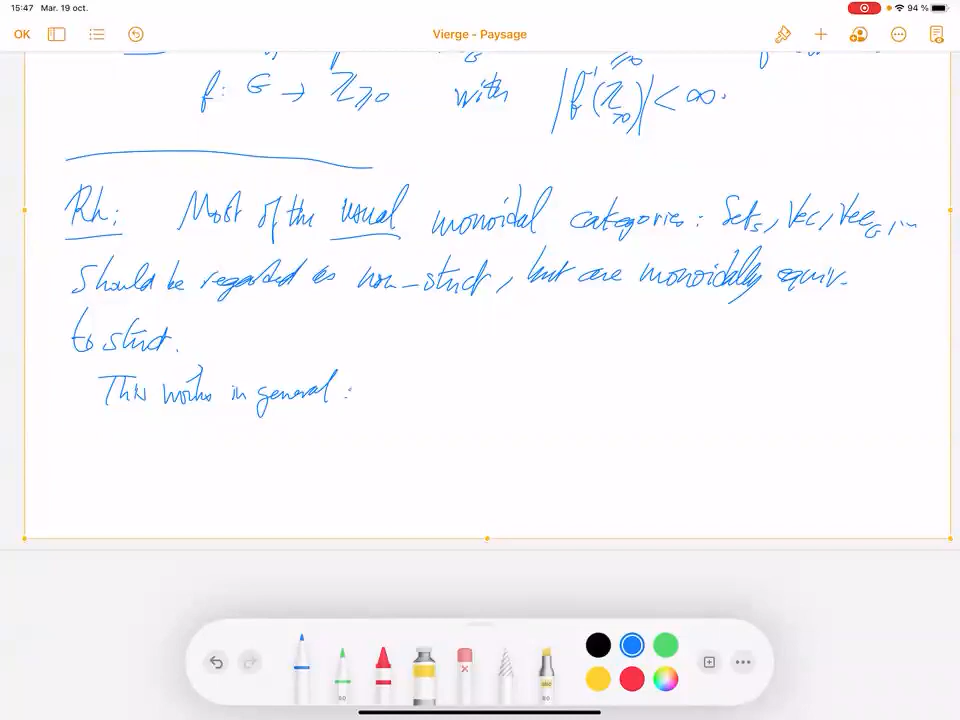 15:47 Mar. 19 oct. 94 %
OK Vierge - Paysage
f: G → ℤ≥0 with |f⁻¹(ℤ>0)| < ∞.
Rk: Most of the usual monoidal categories: Sets, Vec, Vec_G, ...
should be regarded as non-strict, but are monoidally equiv.
to strict.
This works in general: